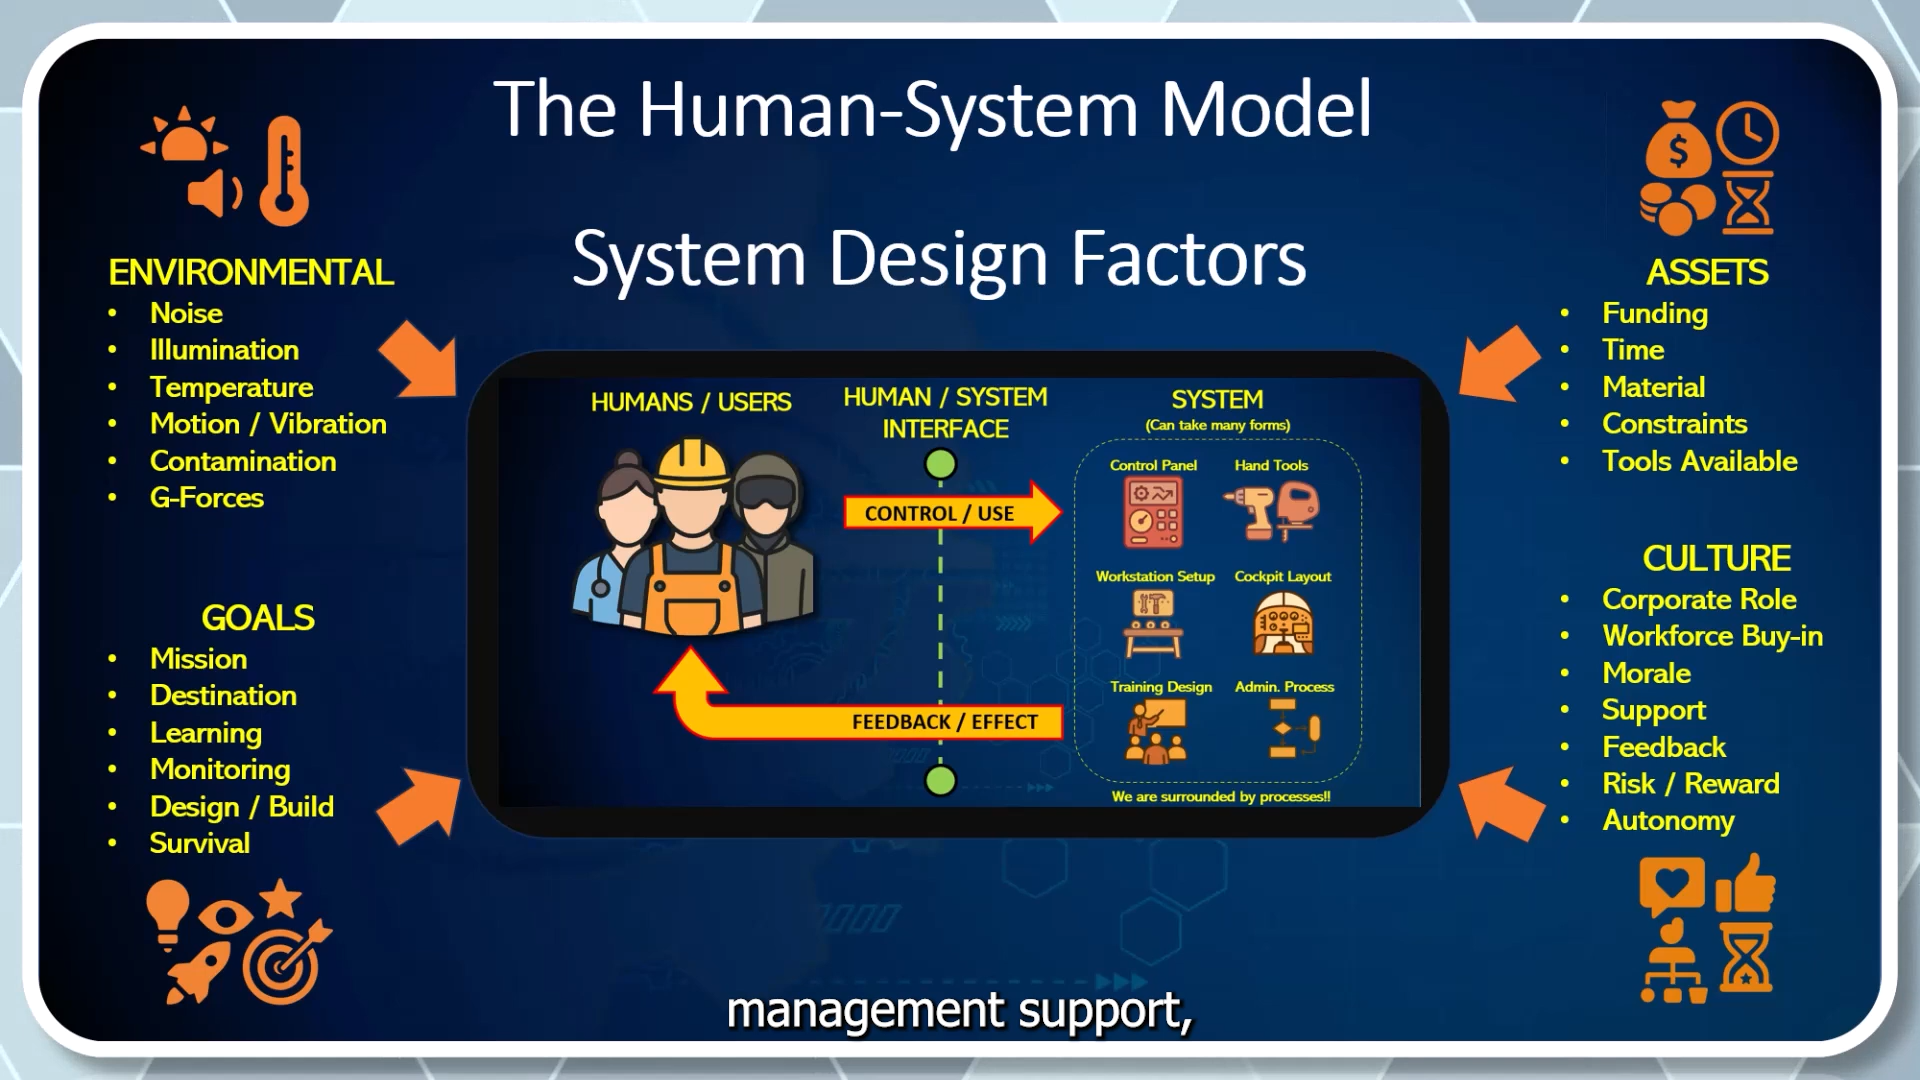 The Human-System Model
System Design Factors
ENVIRONMENTAL
• Noise
• Illumination
• Temperature
• Motion / Vibration
• Contamination
• G-Forces
GOALS
• Mission
• Destination
• Learning
• Monitoring
• Design / Build
• Survival
HUMANS / USERS
HUMAN / SYSTEM
INTERFACE
CONTROL / USE
FEEDBACK / EFFECT
SYSTEM
(Can take many forms)
Control Panel
Hand Tools
Workstation Setup
Cockpit Layout
Training Design
Admin. Process
We are surrounded by processes!!
$
ASSETS
• Funding
• Time
• Material
• Constraints
• Tools Available
CULTURE
• Corporate Role
• Workforce Buy-in
• Morale
• Support
• Feedback
• Risk / Reward
• Autonomy
management support,